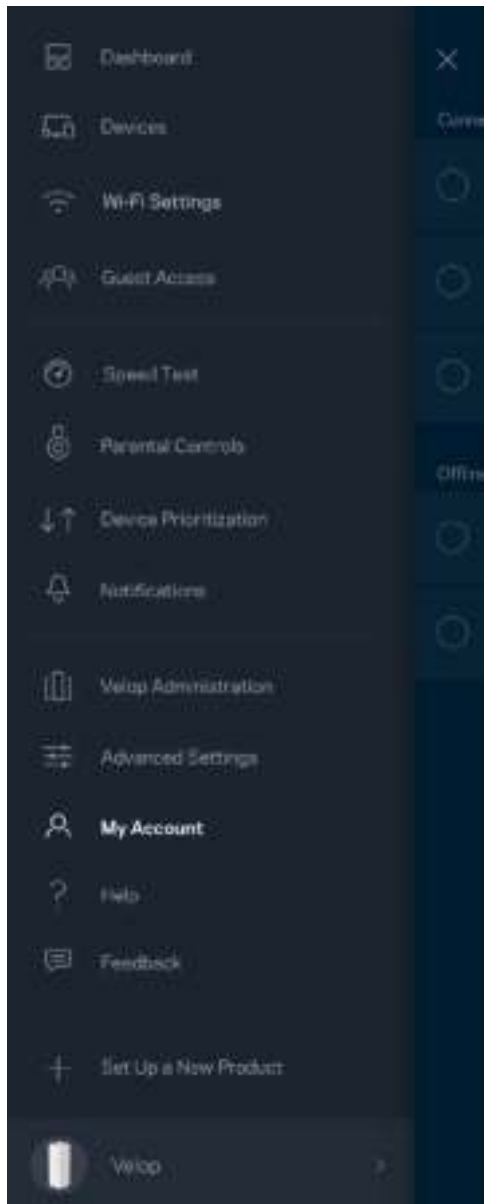 Dashboard
Devices
Wi-Fi Settings
Guest Access
Speed Test
Parental Controls
Device Prioritization
Notifications
Velop Administration
Advanced Settings
My Account
Help
Feedback
Set Up a New Product
Velop